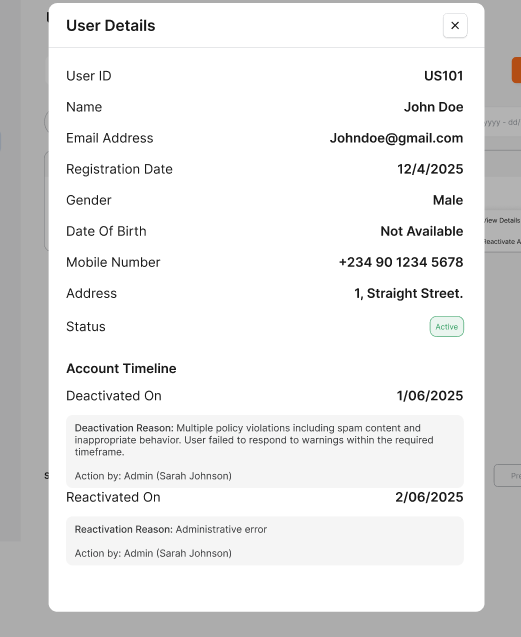 User Details
User ID
US101
Name
John Doe
Email Address
Johndoe@gmail.com
Registration Date
12/4/2025
Gender
Male
Date Of Birth
Not Available
Mobile Number
+234 90 1234 5678
Address
1, Straight Street.
Status
Active
Account Timeline
Deactivated On
1/06/2025
Deactivation Reason: Multiple policy violations including spam content and
inappropriate behavior. User failed to respond to warnings within the required
timeframe.
Action by: Admin (Sarah Johnson)
Reactivated On
2/06/2025
Reactivation Reason: Administrative error
Action by: Admin (Sarah Johnson)
yyyy - dd/
View Details
Reactivate A
Pre